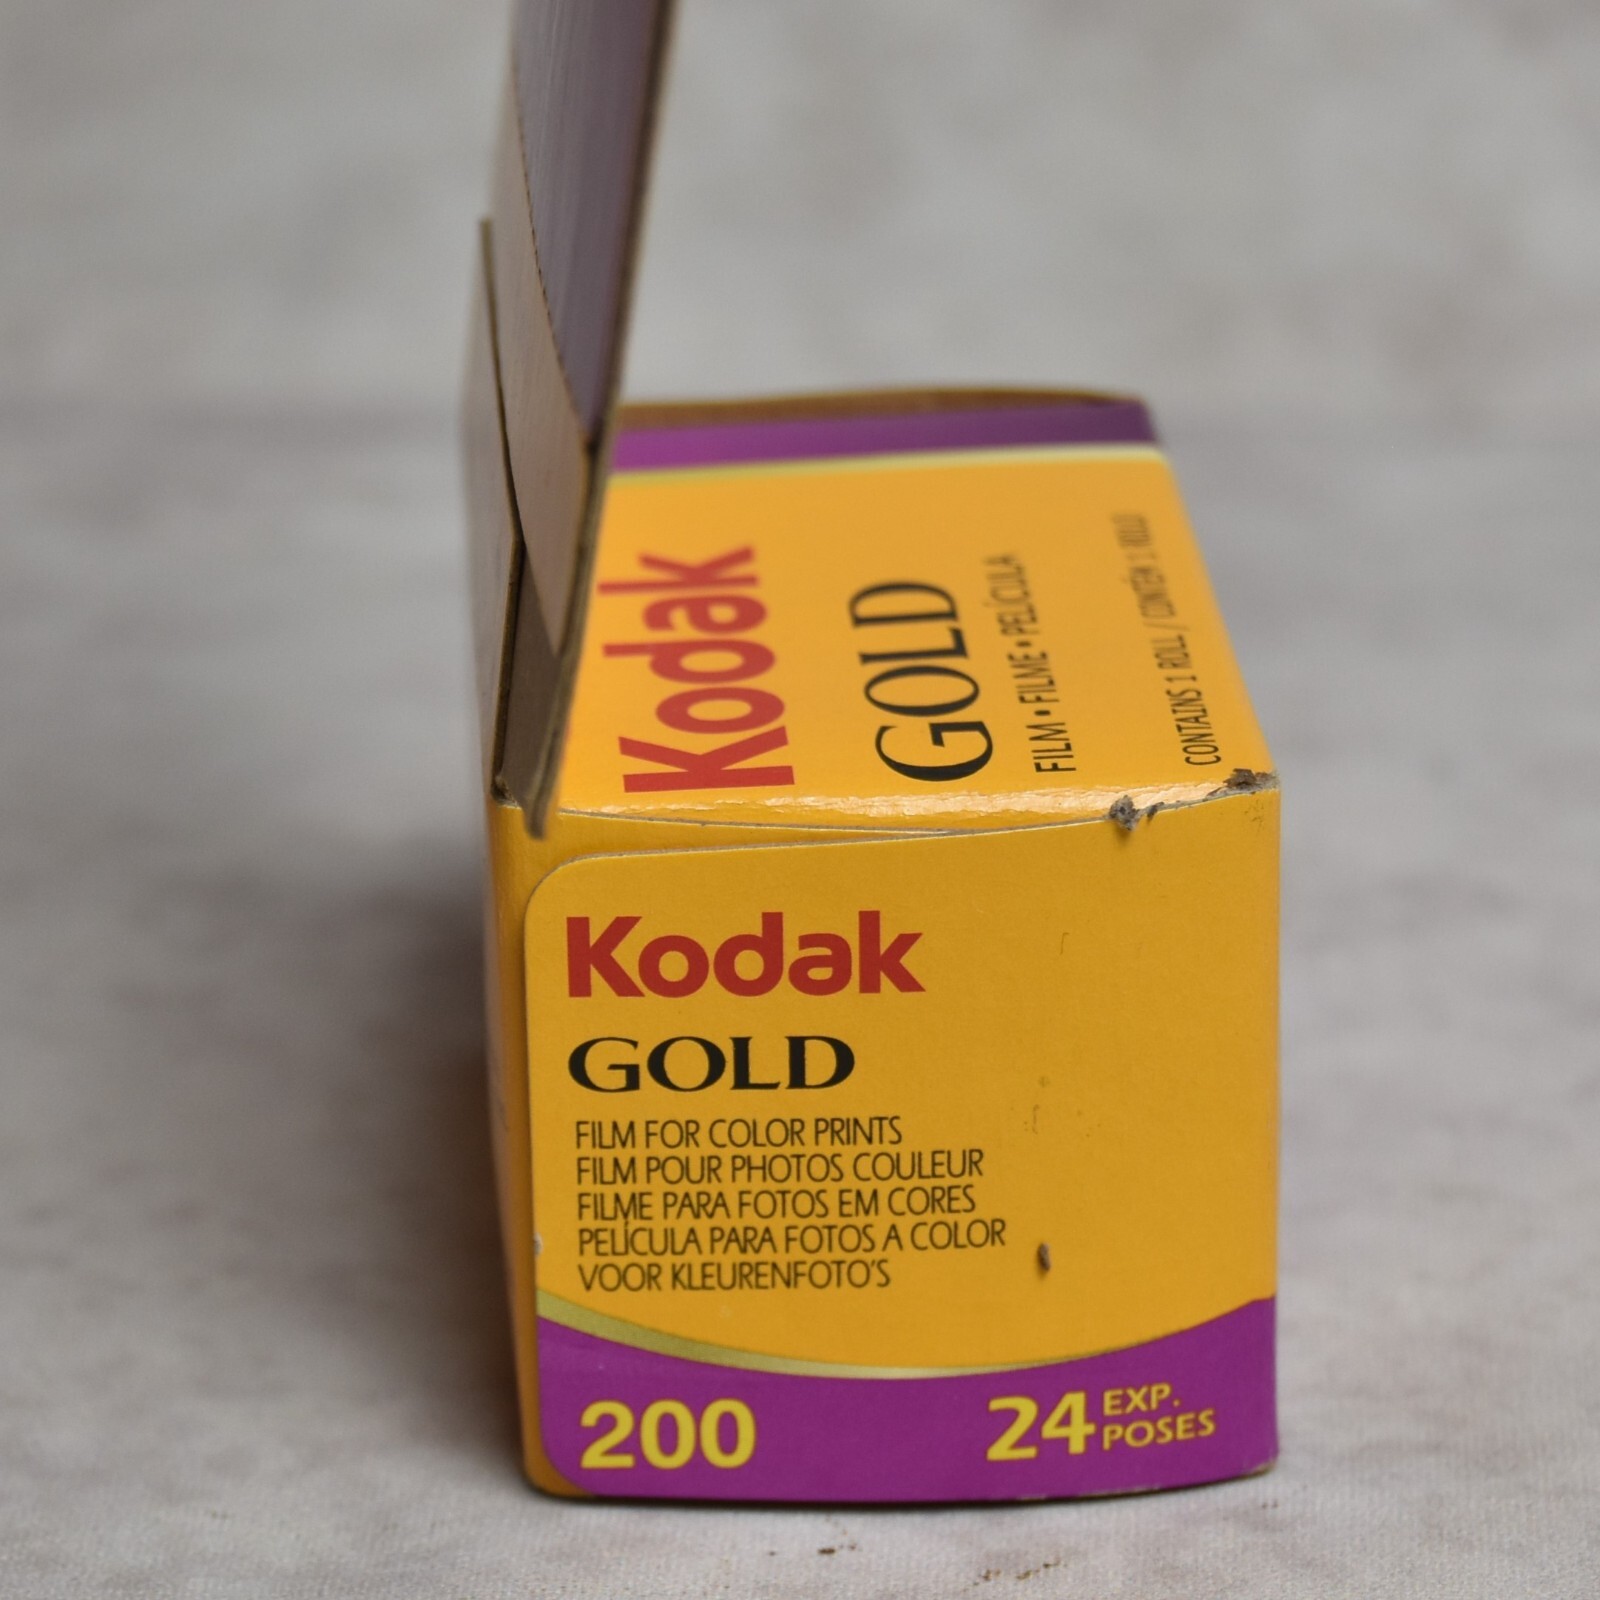 Kodak
GOLD
FILM • FILME • PELÍCULA
CONTAINS 1 ROLL / CONTÉM 1 ROLLO
Kodak
GOLD
FILM FOR COLOR PRINTS
FILM POUR PHOTOS COULEUR
FILME PARA FOTOS EM CORES
PELÍCULA PARA FOTOS A COLOR
VOOR KLEURENFOTO'S
200
24 EXP.
POSES